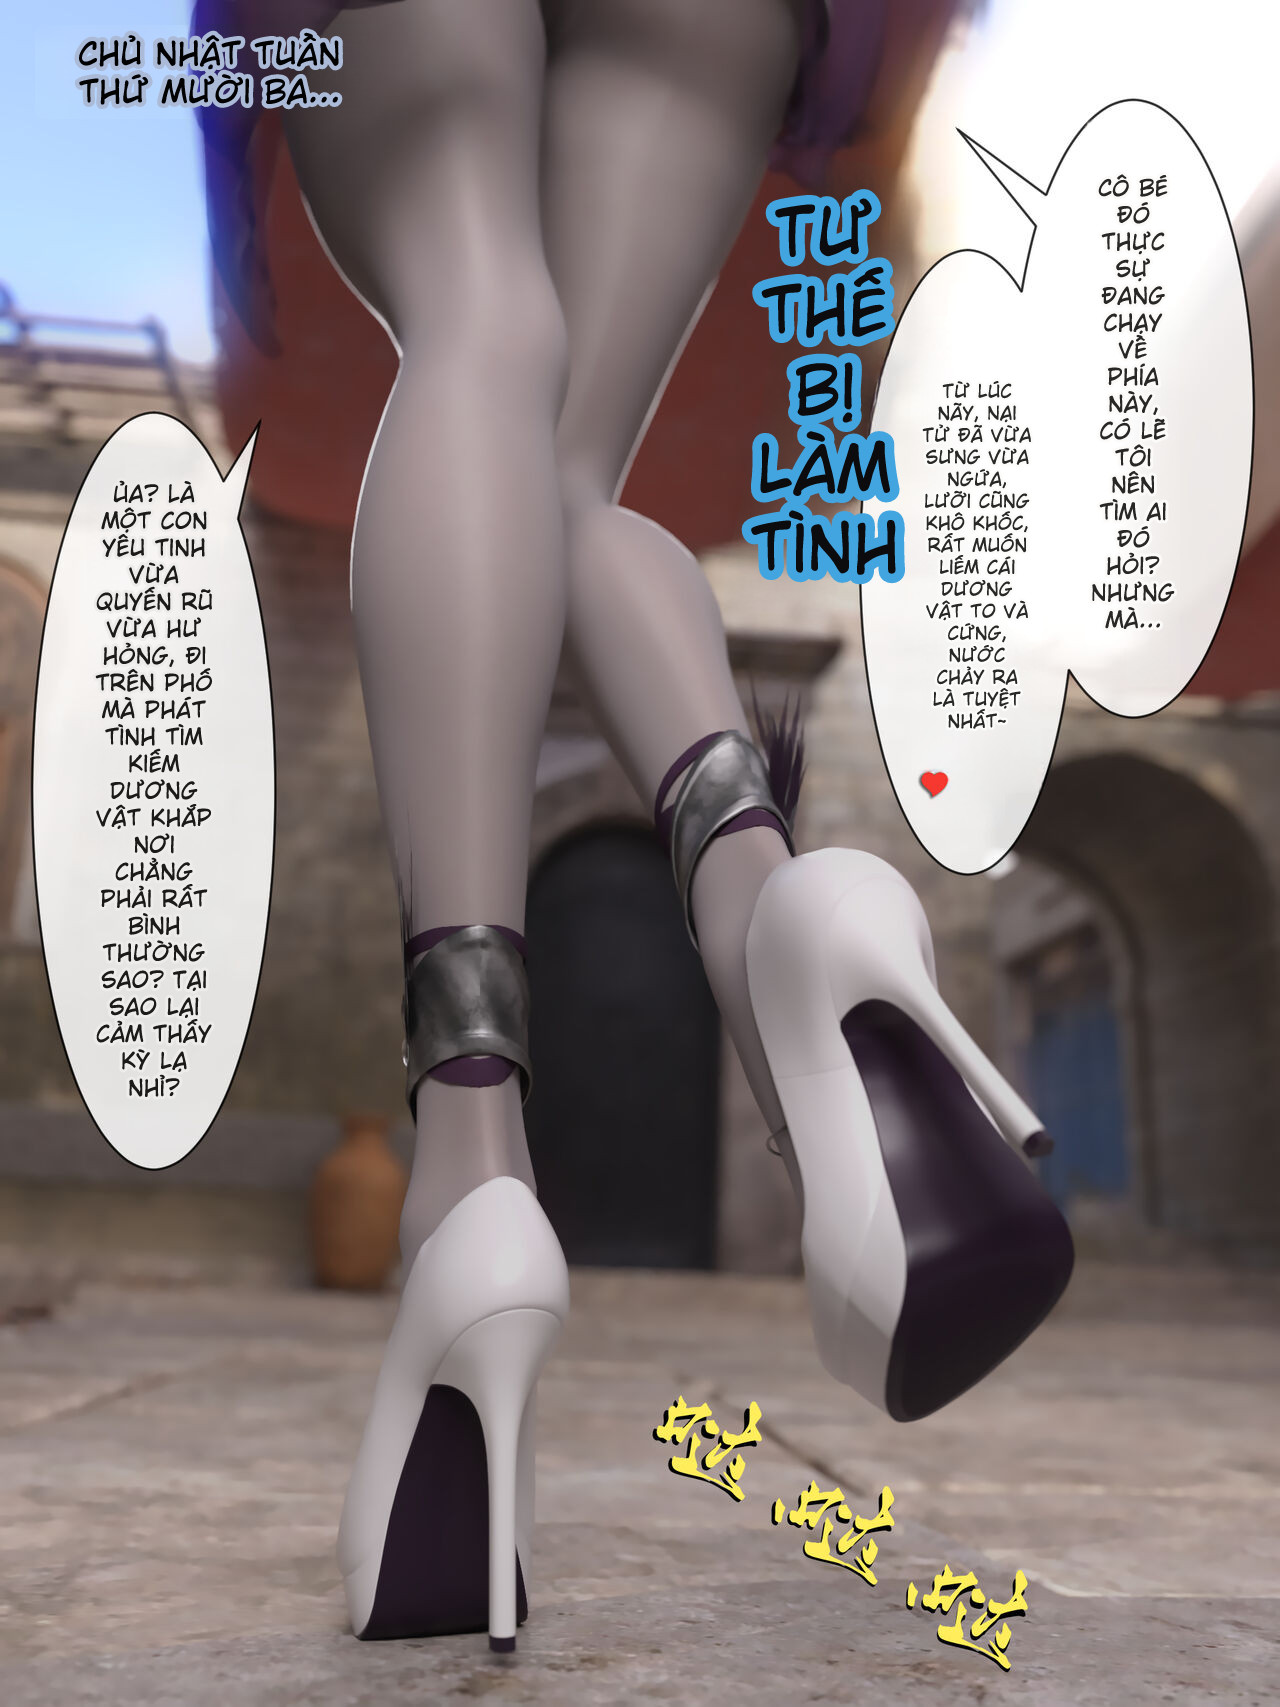 CHỦ NHẬT TUẦN
THỨ MƯỜI BA...
CÔ BÉ
ĐÓ
THỰC
SỰ
ĐANG
CHẠY
VỀ
PHÍA
NÀY,
CÓ LẼ
TÔI
NÊN
TÌM AI
ĐÓ
HỎI?
NHƯNG
MÀ...
TƯ
THẾ
BỊ
LÀM
TÌNH
TỪ LÚC
NÃY, NẠI
TỬ ĐÃ VỪA
SƯNG VỪA
NGỨA,
LƯỠI CŨNG
KHÔ KHỐC,
RẤT MUỐN
LIẾM CÁI
DƯƠNG
VẬT TO VÀ
CỨNG,
NƯỚC
CHẢY RA
LÀ TUYỆT
NHẤT~
ỦA? LÀ
MỘT CON
YÊU TINH
VỪA
QUYẾN RŨ
VỪA HƯ
HỎNG, ĐI
TRÊN PHỐ
MÀ PHÁT
TÌNH TÌM
KIẾM
DƯƠNG
VẬT KHẮP
NƠI
CHẲNG
PHẢI RẤT
BÌNH
THƯỜNG
SAO? TẠI
SAO LẠI
CẢM THẤY
KỲ LẠ
NHỈ?
哒、哒、哒